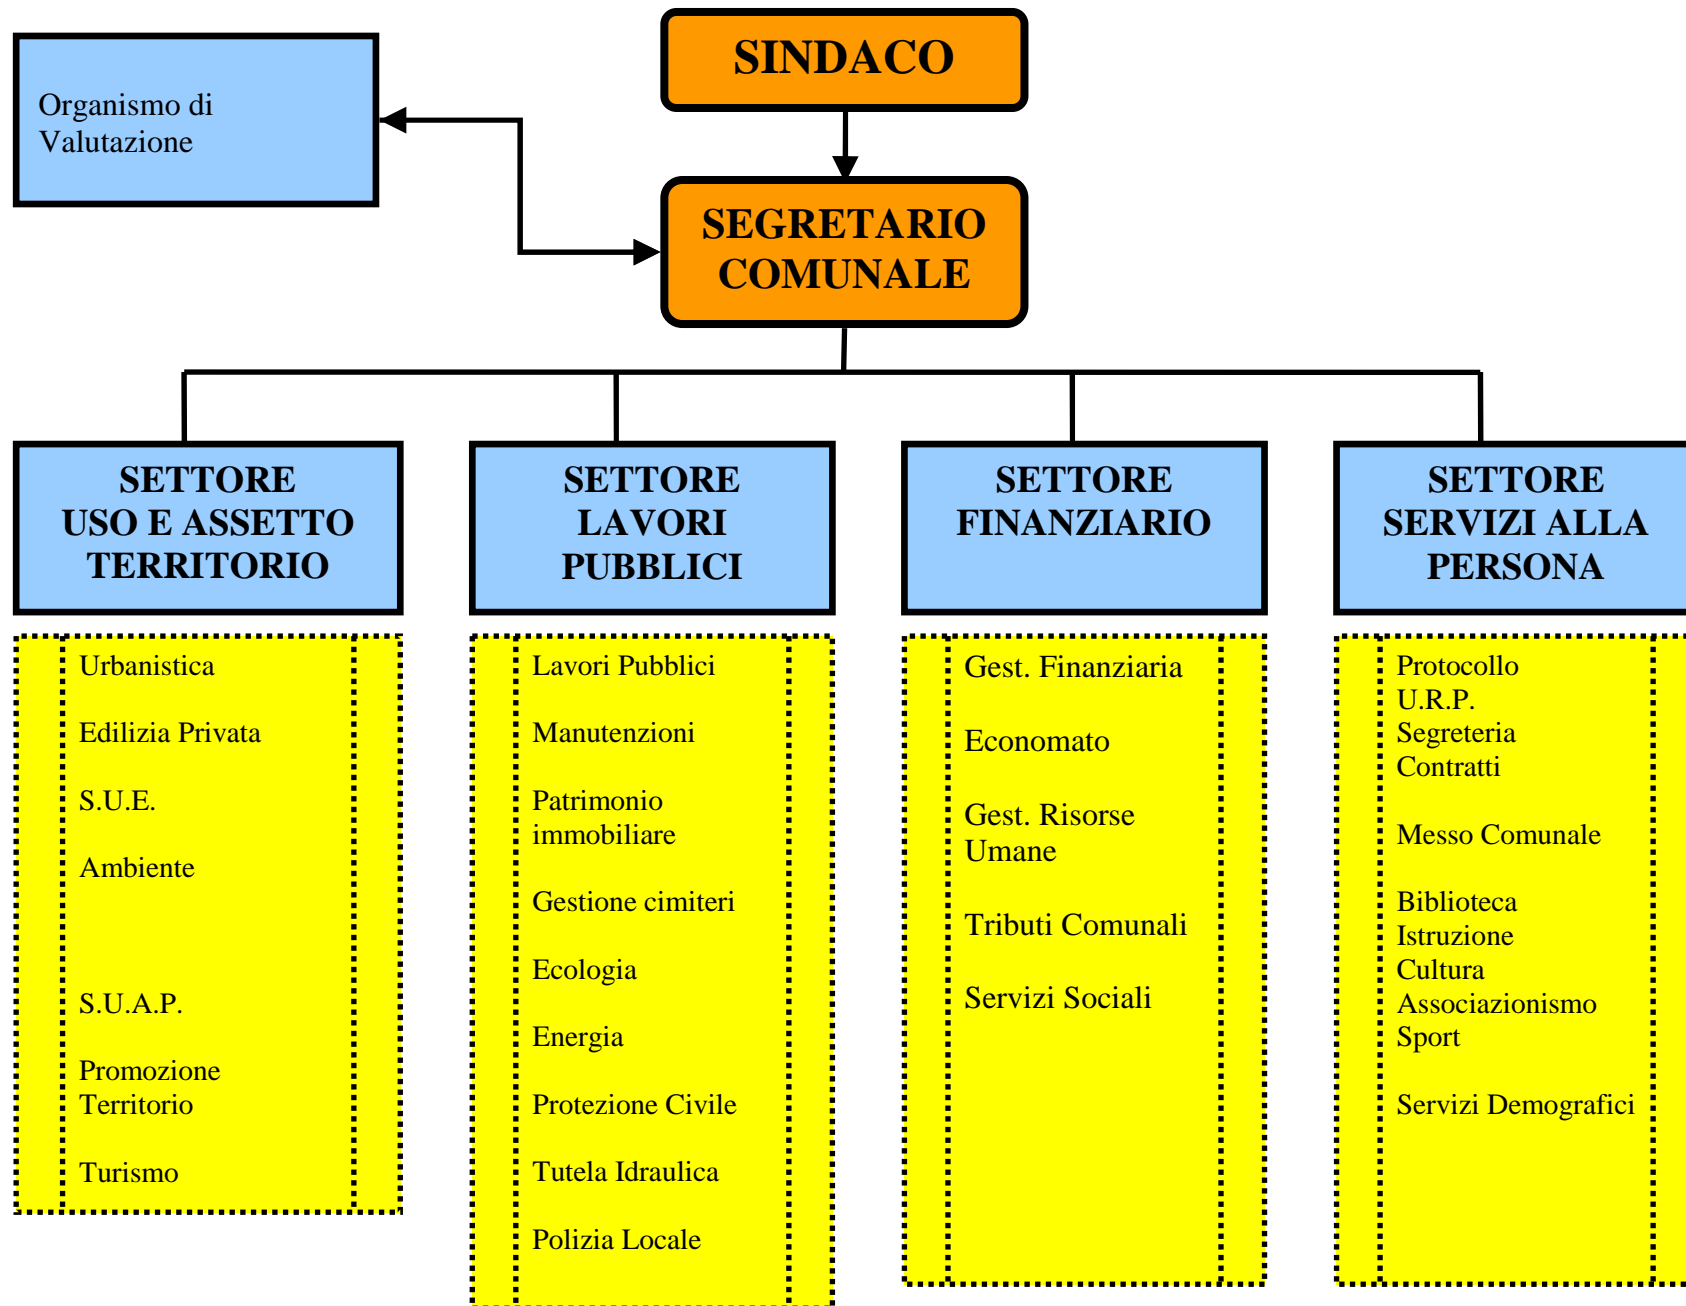 SINDACO
Organismo di
Valutazione
SEGRETARIO
COMUNALE
SETTORE
USO E ASSETTO
TERRITORIO
SETTORE
LAVORI
PUBBLICI
SETTORE
FINANZIARIO
SETTORE
SERVIZI ALLA
PERSONA
Urbanistica
Edilizia Privata
S.U.E.
Ambiente
S.U.A.P.
Promozione
Territorio
Turismo
Lavori Pubblici
Manutenzioni
Patrimonio
immobiliare
Gestione cimiteri
Ecologia
Energia
Protezione Civile
Tutela Idraulica
Polizia Locale
Gest. Finanziaria
Economato
Gest. Risorse
Umane
Tributi Comunali
Servizi Sociali
Protocollo
U.R.P.
Segreteria
Contratti
Messo Comunale
Biblioteca
Istruzione
Cultura
Associazionismo
Sport
Servizi Demografici